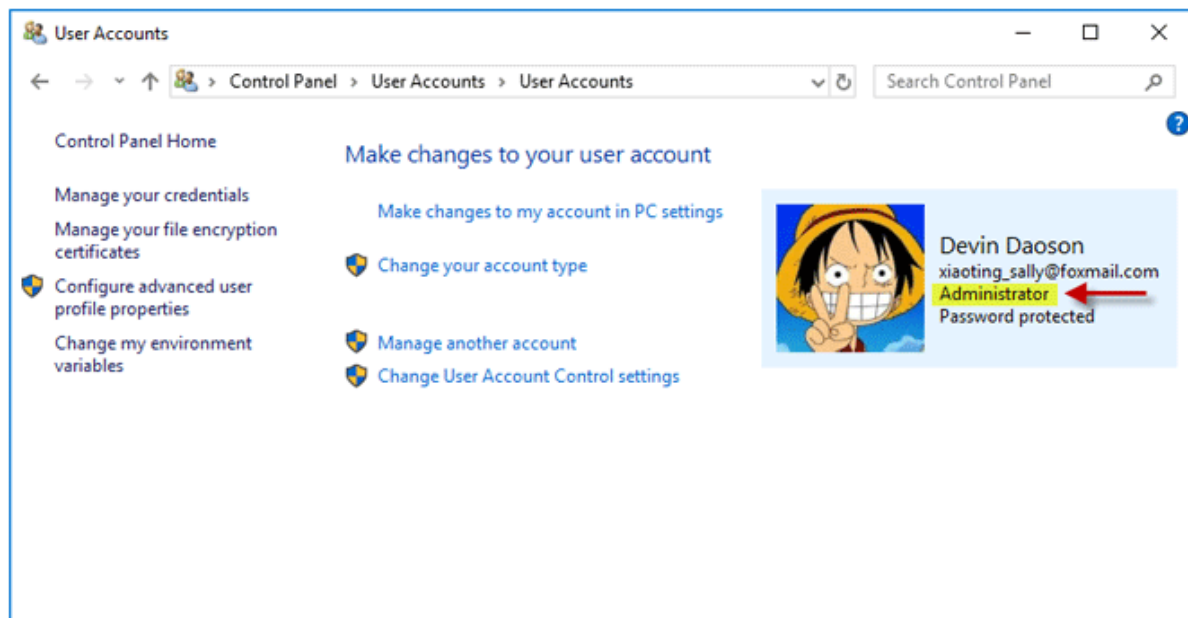 User Accounts
Control Panel > User Accounts > User Accounts
Search Control Panel
Control Panel Home
Manage your credentials
Manage your file encryption
certificates
Configure advanced user
profile properties
Change my environment
variables
Make changes to your user account
Make changes to my account in PC settings
Change your account type
Manage another account
Change User Account Control settings
Devin Daoson
xiaoting_sally@foxmail.com
Administrator
Password protected